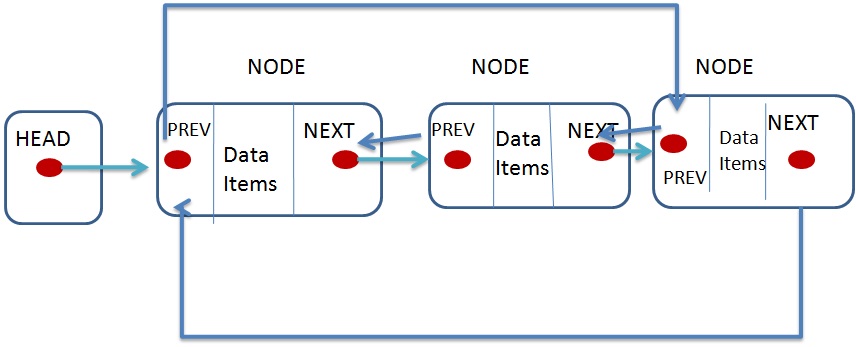 NODE
NODE
NODE
HEAD
PREV
Data
Items
NEXT
PREV
Data
Items
NEXT
PREV
Data
Items
NEXT